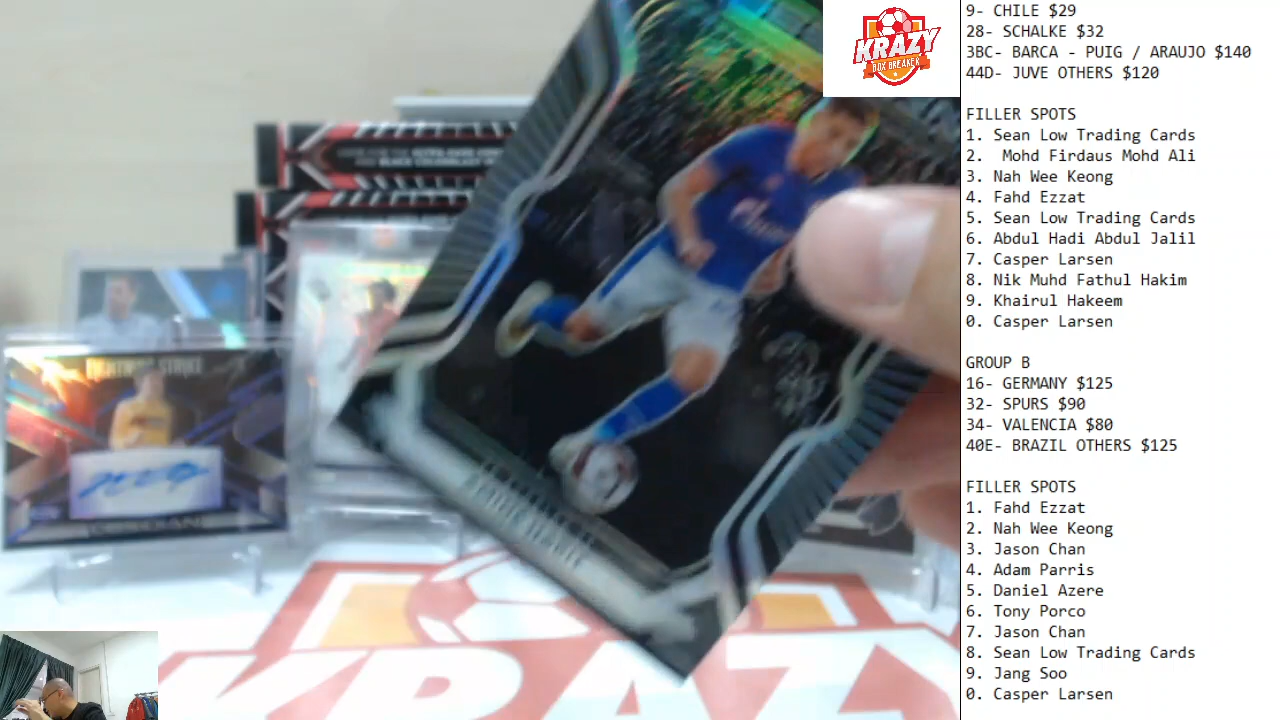 KRAZY
BOX BREAKER
9- CHILE $29
28- SCHALKE $32
3BC- BARCA - PUIG / ARAUJO $140
44D- JUVE OTHERS $120
FILLER SPOTS
1. Sean Low Trading Cards
2.  Mohd Firdaus Mohd Ali
3. Nah Wee Keong
4. Fahd Ezzat
5. Sean Low Trading Cards
6. Abdul Hadi Abdul Jalil
7. Casper Larsen
8. Nik Muhd Fathul Hakim
9. Khairul Hakeem
0. Casper Larsen
GROUP B
16- GERMANY $125
32- SPURS $90
34- VALENCIA $80
40E- BRAZIL OTHERS $125
FILLER SPOTS
1. Fahd Ezzat
2. Nah Wee Keong
3. Jason Chan
4. Adam Parris
5. Daniel Azere
6. Tony Porco
7. Jason Chan
8. Sean Low Trading Cards
9. Jang Soo
0. Casper Larsen
KRAZY